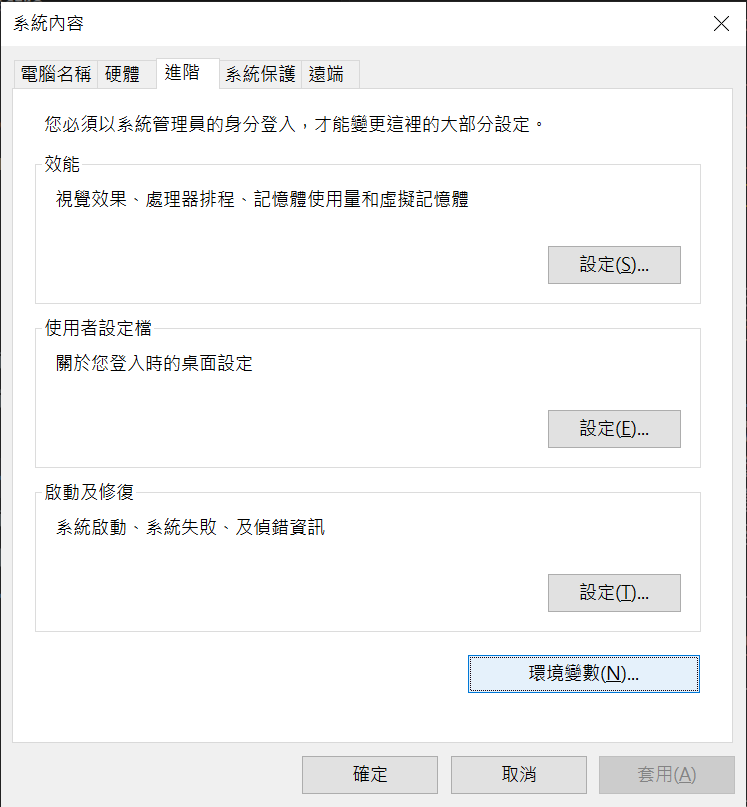 系統內容
電腦名稱 硬體 進階 系統保護 遠端
您必須以系統管理員的身分登入，才能變更這裡的大部分設定。
效能
視覺效果、處理器排程、記憶體使用量和虛擬記憶體
設定(S)...
使用者設定檔
關於您登入時的桌面設定
設定(E)...
啟動及修復
系統啟動、系統失敗、及偵錯資訊
設定(T)...
環境變數(N)...
確定 取消 套用(A)